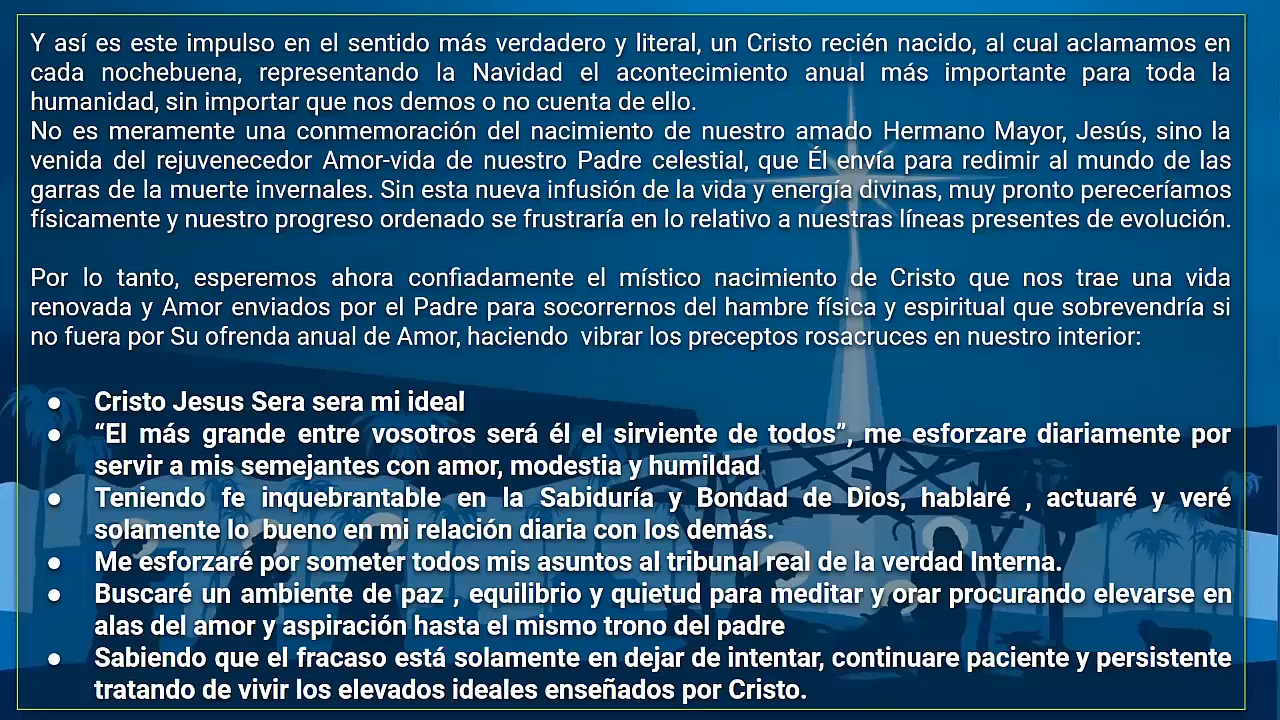 Y así es este impulso en el sentido más verdadero y literal, un Cristo recién nacido, al cual aclamamos en
cada nochebuena, representando la Navidad el acontecimiento anual más importante para toda la
humanidad, sin importar que nos demos o no cuenta de ello.
No es meramente una conmemoración del nacimiento de nuestro amado Hermano Mayor, Jesús, sino la
venida del rejuvenecedor Amor-vida de nuestro Padre celestial, que Él envía para redimir al mundo de las
garras de la muerte invernales. Sin esta nueva infusión de la vida y energía divinas, muy pronto pereceríamos
físicamente y nuestro progreso ordenado se frustraría en lo relativo a nuestras líneas presentes de evolución.
Por lo tanto, esperemos ahora confiadamente el místico nacimiento de Cristo que nos trae una vida
renovada y Amor enviados por el Padre para socorrernos del hambre física y espiritual que sobrevendría si
no fuera por Su ofrenda anual de Amor, haciendo  vibrar los preceptos rosacruces en nuestro interior:
● Cristo Jesus Sera sera mi ideal
● “El más grande entre vosotros será él el sirviente de todos”, me esforzare diariamente por
servir a mis semejantes con amor, modestia y humildad
● Teniendo fe inquebrantable en la Sabiduría y Bondad de Dios, hablaré , actuaré y veré
solamente lo  bueno en mi relación diaria con los demás.
● Me esforzaré por someter todos mis asuntos al tribunal real de la verdad Interna.
● Buscaré un ambiente de paz , equilibrio y quietud para meditar y orar procurando elevarse en
alas del amor y aspiración hasta el mismo trono del padre
● Sabiendo que el fracaso está solamente en dejar de intentar, continuare paciente y persistente
tratando de vivir los elevados ideales enseñados por Cristo.